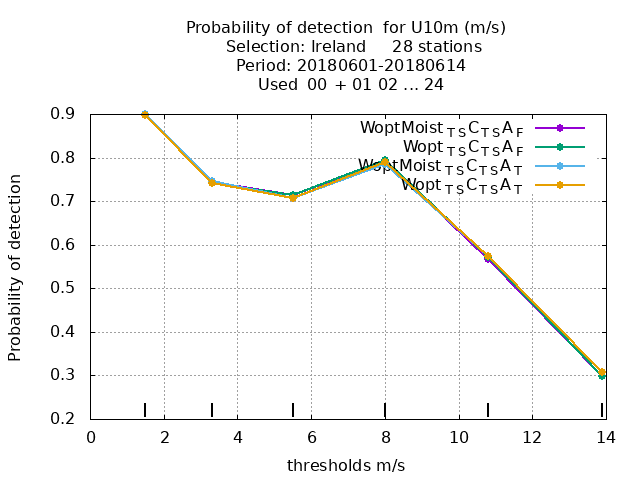 Probability of detection for U10m (m/s)
Selection: Ireland 28 stations
Period: 20180601-20180614
Used 00 + 01 02 ... 24
WoptMoist TS C TS A F
Wopt TS C TS A F
WoptMoist TS C TS A T
Wopt TS C TS A T
Probability of detection
0.9
0.8
0.7
0.6
0.5
0.4
0.3
0.2
0 2 4 6 8 10 12 14
thresholds m/s